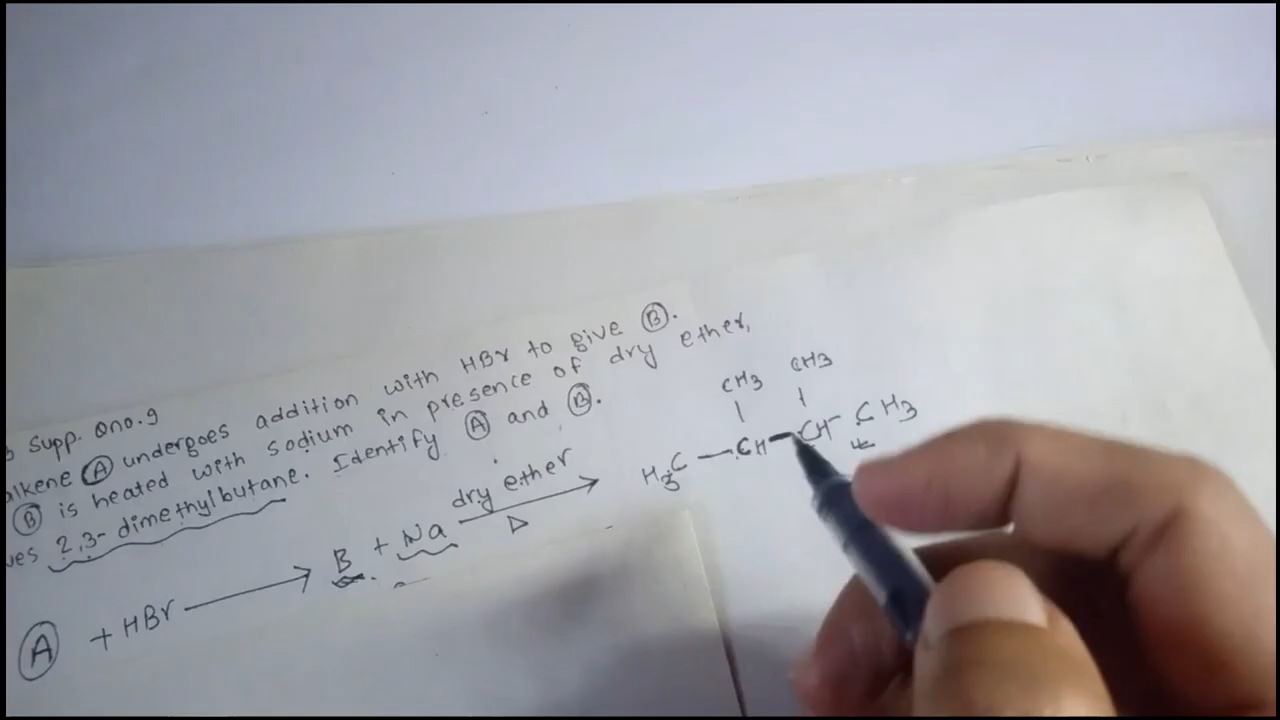 Supp. Qno.9
alkene (A) undergoes addition with HBr to give (B).
(B) is heated with sodium in presence of dry ether,
2,3-dimethylbutane. Identify (A) and (B).
(A) + HBr → B + Na dry ether Δ →
CH3 CH3
H3C — CH — CH — CH3